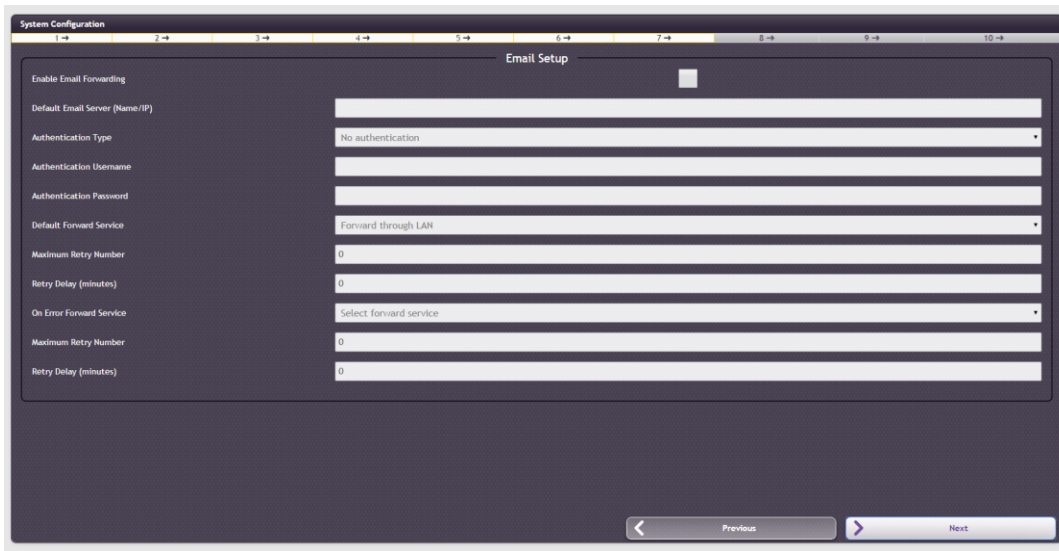 System Configuration
1 → 2 → 3 → 4 → 5 → 6 → 7 → 8 → 9 → 10 →
Email Setup
Enable Email Forwarding
Default Email Server (Name/IP)
Authentication Type No authentication
Authentication Username
Authentication Password
Default Forward Service Forward through LAN
Maximum Retry Number 0
Retry Delay (minutes) 0
On Error Forward Service Select forward service
Maximum Retry Number 0
Retry Delay (minutes) 0
Previous Next